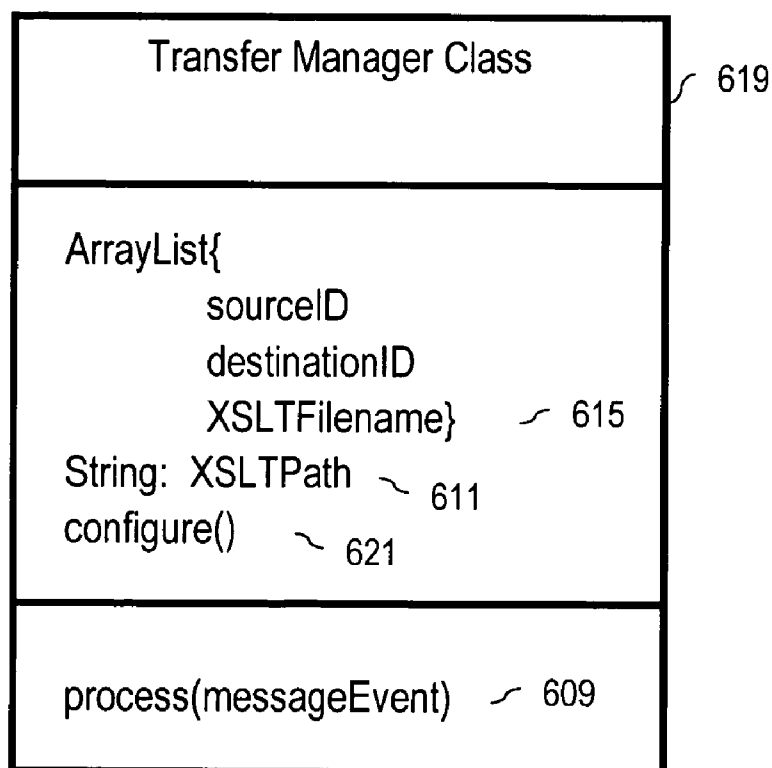 Transfer Manager Class
619
ArrayList{
sourceID
destinationID
XSLTFilename} 615
String: XSLTPath 611
configure() 621
process(messageEvent) 609